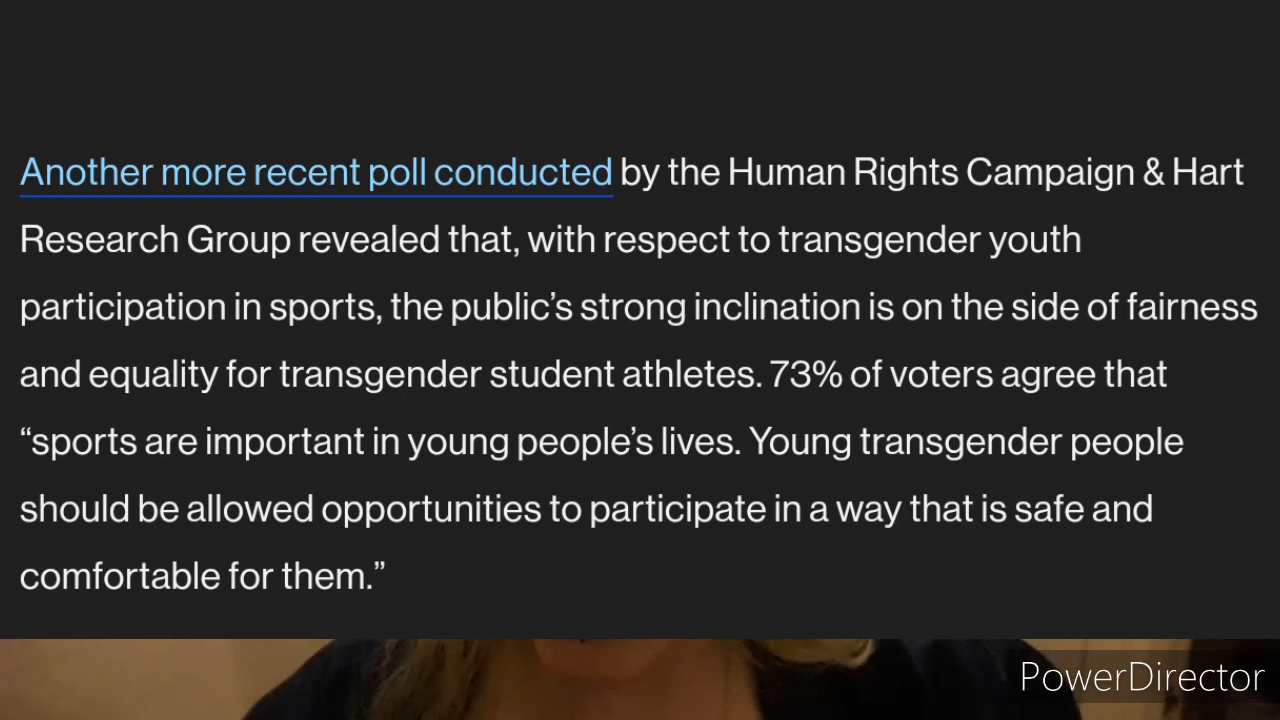 Another more recent poll conducted by the Human Rights Campaign & Hart
Research Group revealed that, with respect to transgender youth
participation in sports, the public’s strong inclination is on the side of fairness
and equality for transgender student athletes. 73% of voters agree that
“sports are important in young people’s lives. Young transgender people
should be allowed opportunities to participate in a way that is safe and
comfortable for them.”
PowerDirector